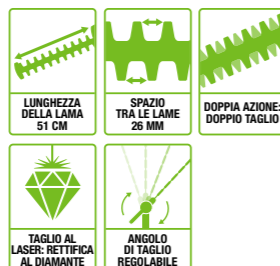 LUNGHEZZA
DELLA LAMA
51 CM
SPAZIO
TRA LE LAME
26 MM
DOPPIA AZIONE:
DOPPIO TAGLIO
TAGLIO AL
LASER: RETTIFICA
AL DIAMANTE
ANGOLO
DI TAGLIO
REGOLABILE